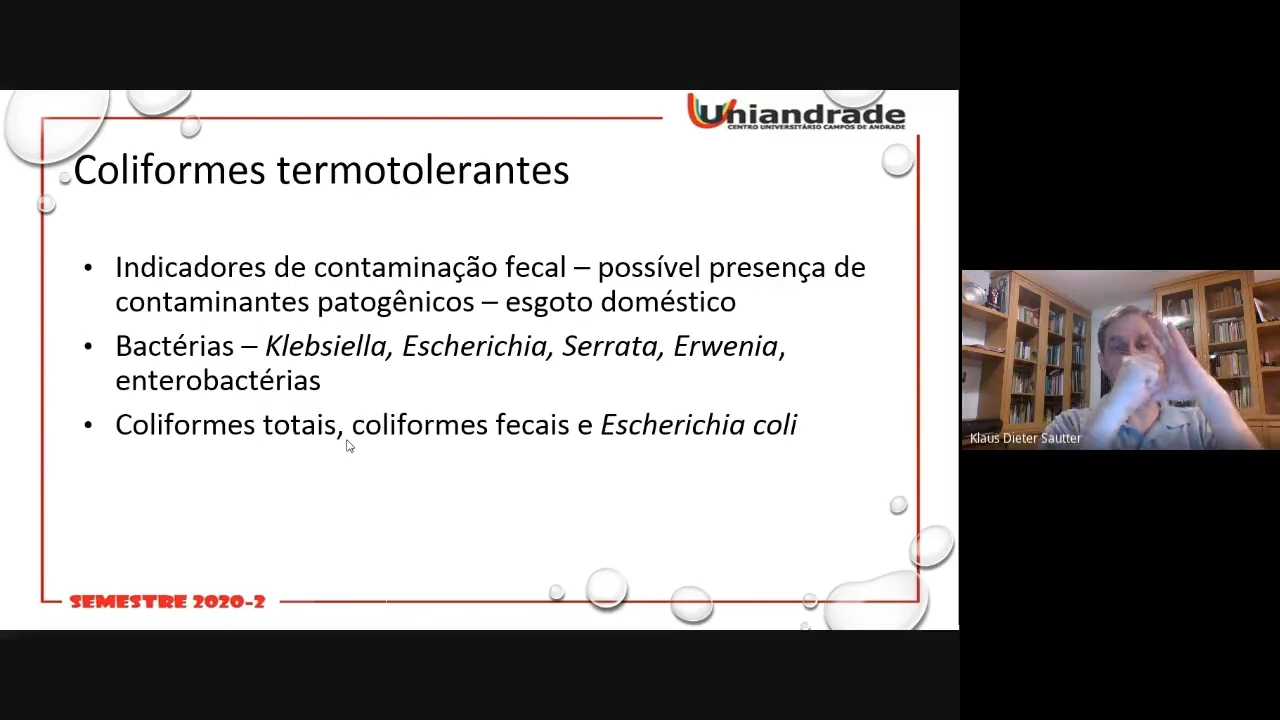 Uniandrade
CENTRO UNIVERSITÁRIO CAMPOS DE ANDRADE
Coliformes termotolerantes
• Indicadores de contaminação fecal – possível presença de
contaminantes patogênicos – esgoto doméstico
• Bactérias – Klebsiella, Escherichia, Serrata, Erwenia,
enterobactérias
• Coliformes totais, coliformes fecais e Escherichia coli
SEMESTRE 2020-2
Klaus Dieter Sautter